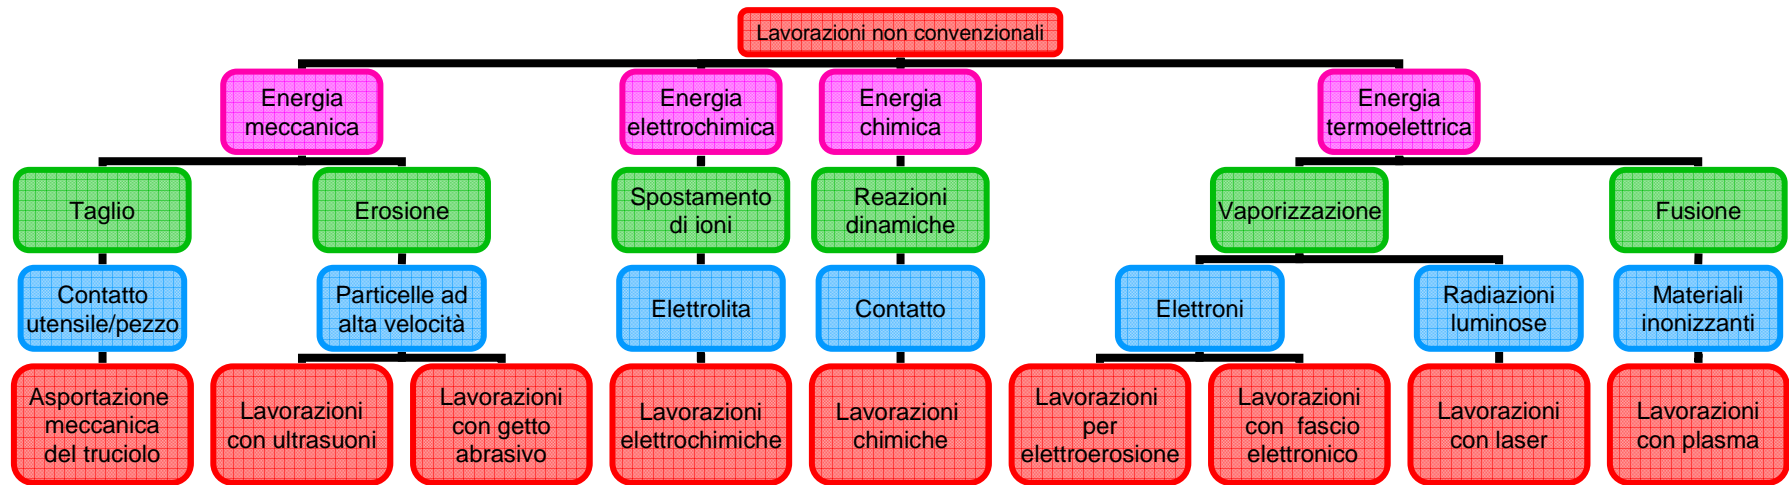 Lavorazioni non convenzionali
Energia
meccanica
Energia
elettrochimica
Energia
chimica
Energia
termoelettrica
Taglio
Erosione
Spostamento
di ioni
Reazioni
dinamiche
Vaporizzazione
Fusione
Contatto
utensile/pezzo
Particelle ad
alta velocità
Elettrolita
Contatto
Elettroni
Radiazioni
luminose
Materiali
inonizzanti
Asportazione
meccanica
del truciolo
Lavorazioni
con ultrasuoni
Lavorazioni
con getto
abrasivo
Lavorazioni
elettrochimiche
Lavorazioni
chimiche
Lavorazioni
per
elettroerosione
Lavorazioni
con fascio
elettronico
Lavorazioni
con laser
Lavorazioni
con plasma